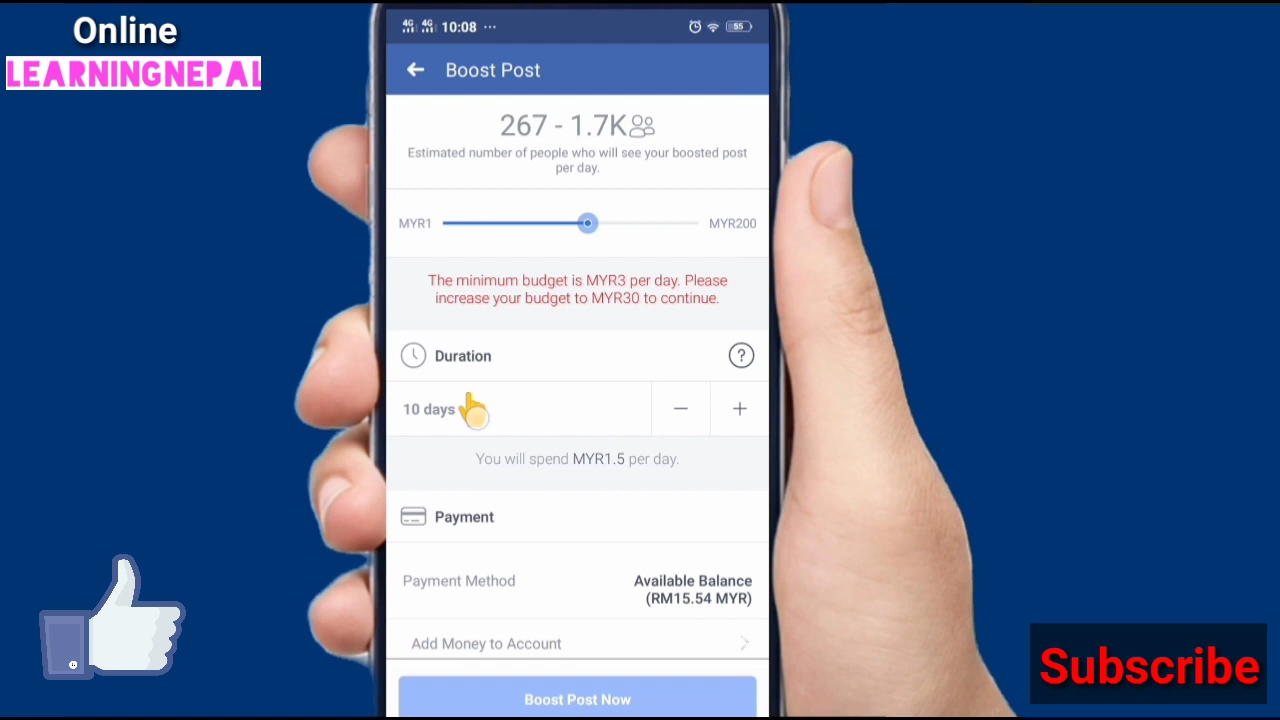 Online
LEARNINGNEPAL
4G 4G 10:08 ...
55
Boost Post
267 - 1.7K
Estimated number of people who will see your boosted post
per day.
MYR1
MYR200
The minimum budget is MYR3 per day. Please
increase your budget to MYR30 to continue.
Duration
?
10 days
− +
You will spend MYR1.5 per day.
Payment
Payment Method
Available Balance
(RM15.54 MYR)
Add Money to Account
Boost Post Now
Subscribe